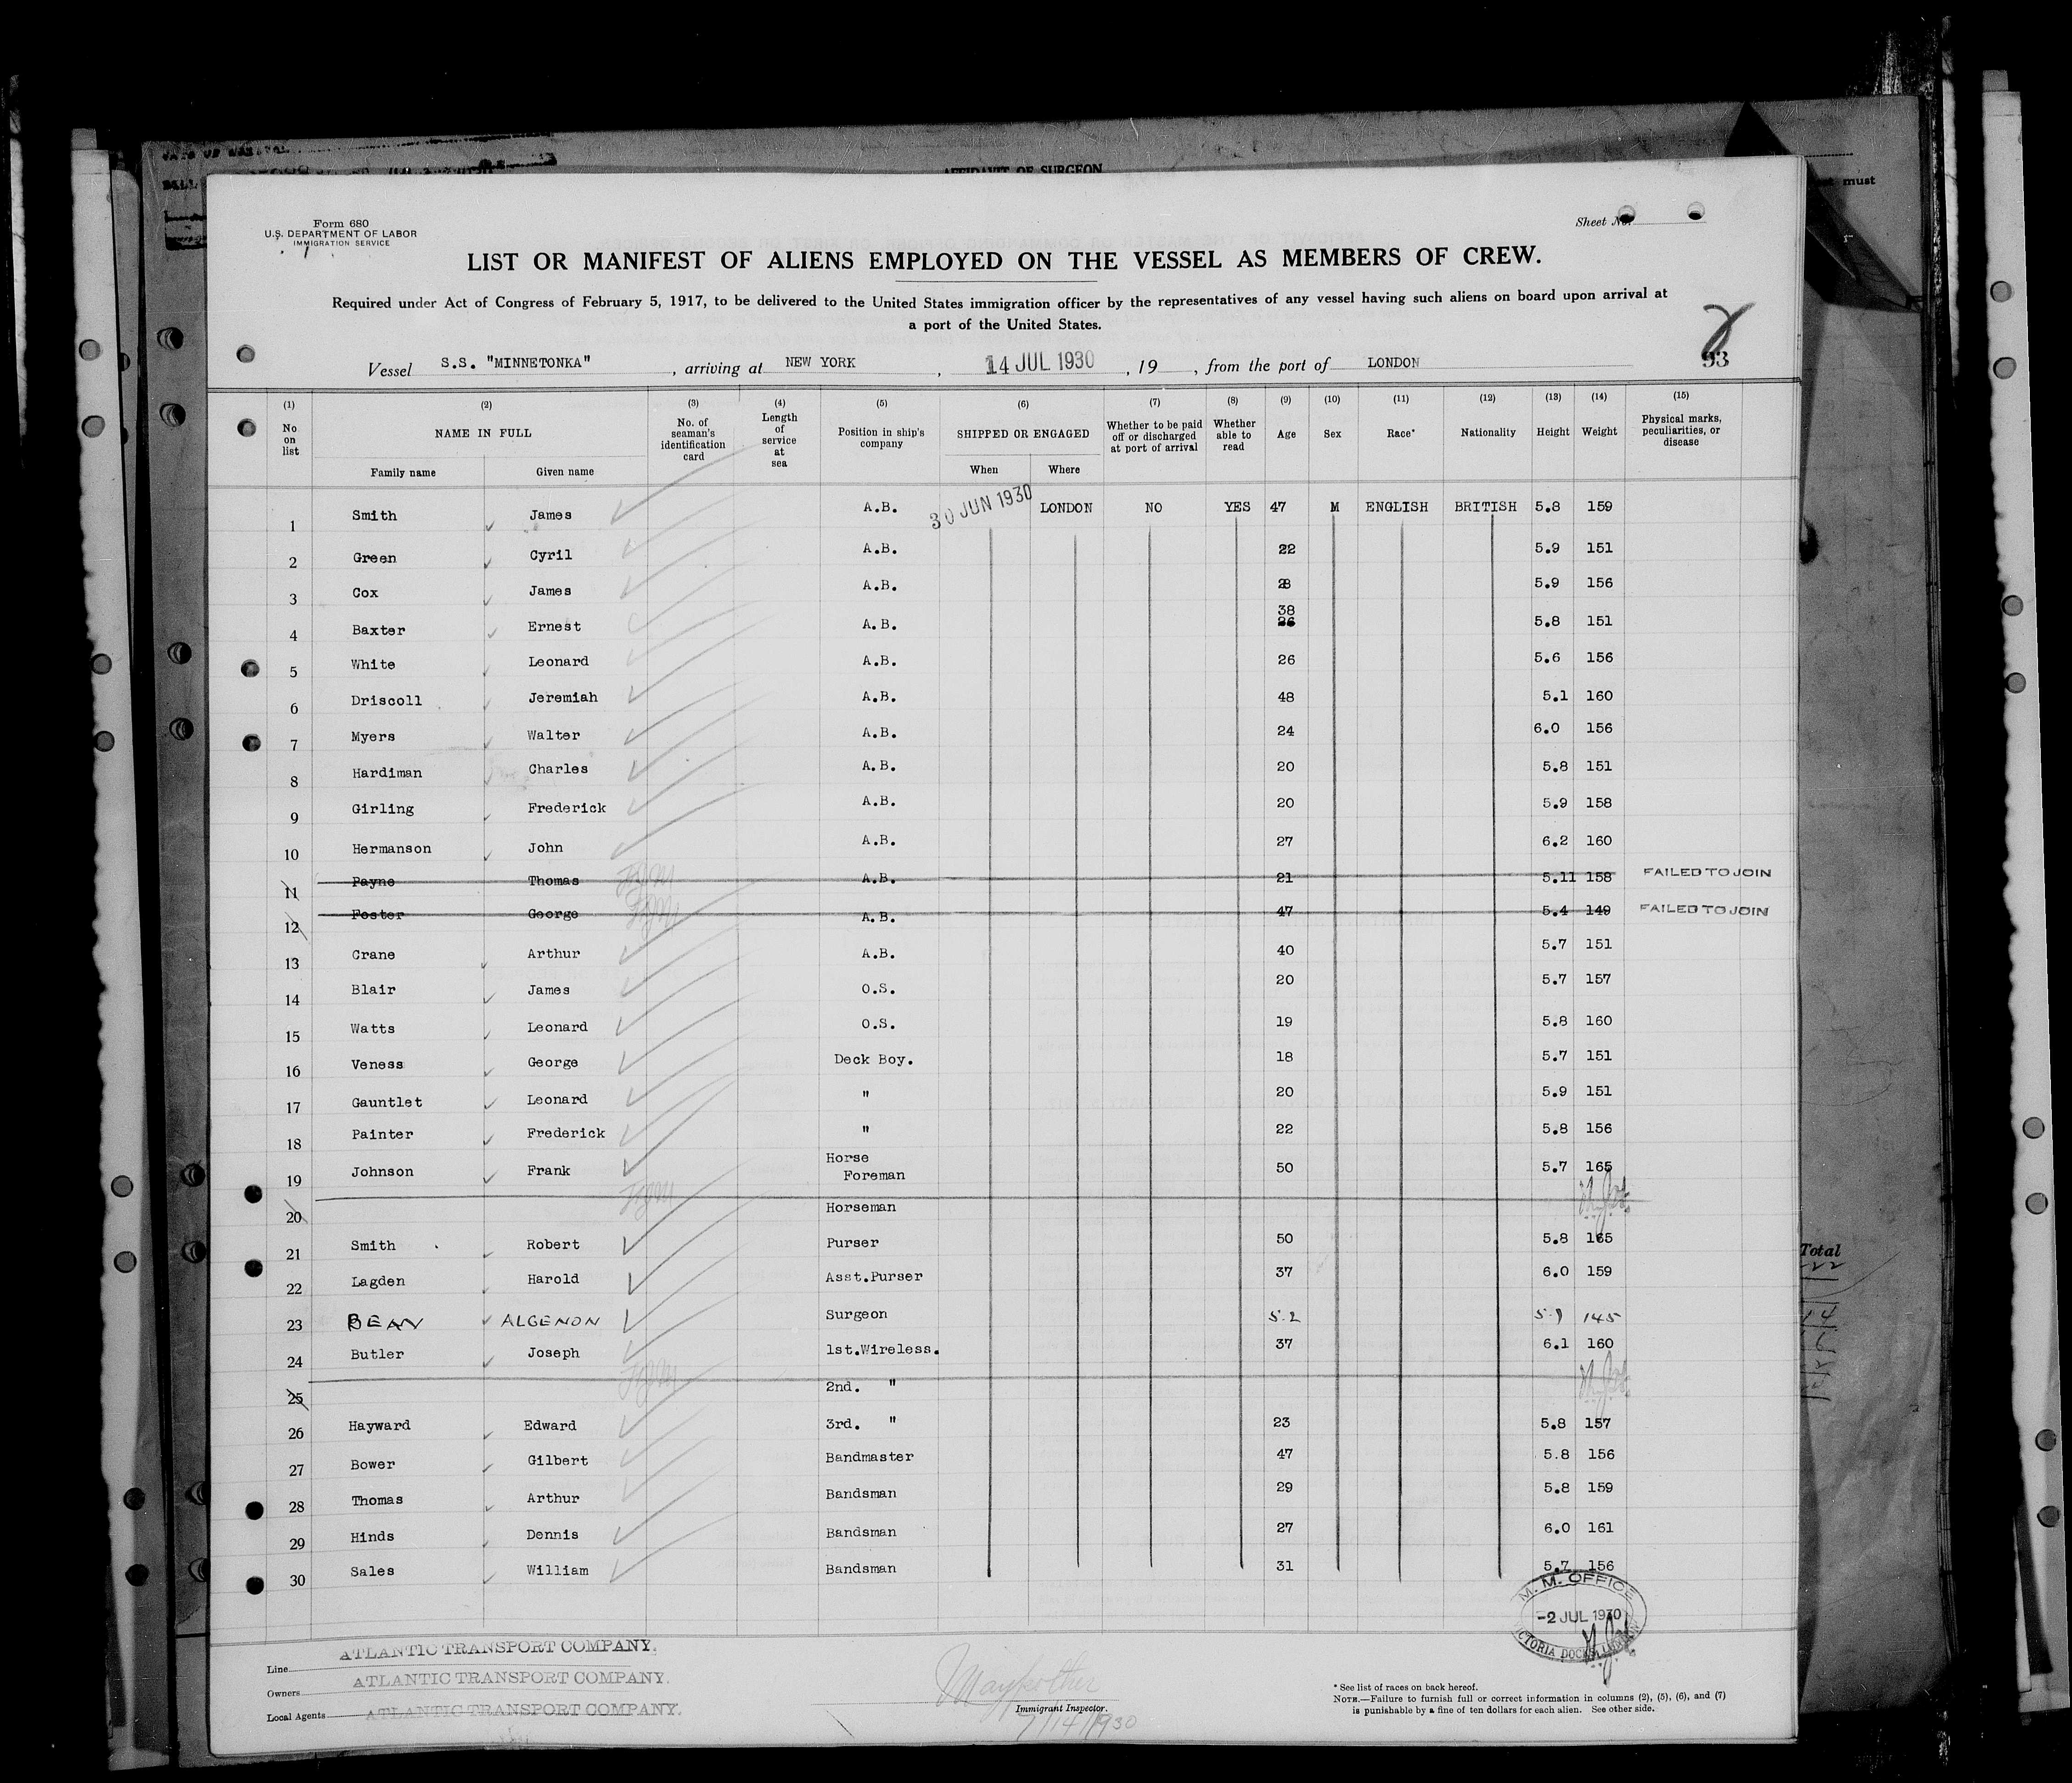 AFFIDAVIT OF SURGEON
must
Form 680
U.S. DEPARTMENT OF LABOR
IMMIGRATION SERVICE
Sheet No.
LIST OR MANIFEST OF ALIENS EMPLOYED ON THE VESSEL AS MEMBERS OF CREW.
Required under Act of Congress of February 5, 1917, to be delivered to the United States immigration officer by the representatives of any vessel having such aliens on board upon arrival at
a port of the United States.
Vessel S.S. "MINNETONKA", arriving at NEW YORK, 14 JUL 1930, 19, from the port of LONDON
93
(1) No on list (2) NAME IN FULL Family name Given name (3) No. of seaman's identification card (4) Length of service at sea (5) Position in ship's company (6) SHIPPED OR ENGAGED When Where (7) Whether to be paid off or discharged at port of arrival (8) Whether able to read (9) Age (10) Sex (11) Race* (12) Nationality (13) Height (14) Weight (15) Physical marks, peculiarities, or disease
1 Smith James A.B. 30 JUN 1930 LONDON NO YES 47 M ENGLISH BRITISH 5.8 159
2 Green Cyril A.B. 22 5.9 151
3 Cox James A.B. 28 5.9 156
4 Baxter Ernest A.B. 38 26 5.8 151
5 White Leonard A.B. 26 5.6 156
6 Driscoll Jeremiah A.B. 48 5.1 160
7 Myers Walter A.B. 24 6.0 156
8 Hardiman Charles A.B. 20 5.8 151
9 Girling Frederick A.B. 20 5.9 158
10 Hermanson John A.B. 27 6.2 160
11 Payne Thomas A.B. 21 5.11 158 FAILED TO JOIN
12 Foster George A.B. 47 5.4 149 FAILED TO JOIN
13 Crane Arthur A.B. 40 5.7 151
14 Blair James O.S. 20 5.7 157
15 Watts Leonard O.S. 19 5.8 160
16 Veness George Deck Boy. 18 5.7 151
17 Gauntlet Leonard " 20 5.9 151
18 Painter Frederick " 22 5.8 156
19 Johnson Frank Horse Foreman 50 5.7 165
20 Horseman
21 Smith Robert Purser 50 5.8 165
22 Lagden Harold Asst.Purser 37 6.0 159
23 BEAN ALGENON Surgeon 52 5.9 145
24 Butler Joseph 1st.Wireless. 37 6.1 160
25 2nd. "
26 Hayward Edward 3rd. " 23 5.8 157
27 Bower Gilbert Bandmaster 47 5.8 156
28 Thomas Arthur Bandsman 29 5.8 159
29 Hinds Dennis Bandsman 27 6.0 161
30 Sales William Bandsman 31 5.7 156
Total
M. M. OFFICE
-2 JUL 1930
VICTORIA DOCKS LONDON
Line ATLANTIC TRANSPORT COMPANY.
Owners ATLANTIC TRANSPORT COMPANY.
Local Agents ATLANTIC TRANSPORT COMPANY.
Immigrant Inspector.
7/14/1930
* See list of races on back hereof.
NOTE.—Failure to furnish full or correct information in columns (2), (5), (6), and (7)
is punishable by a fine of ten dollars for each alien. See other side.